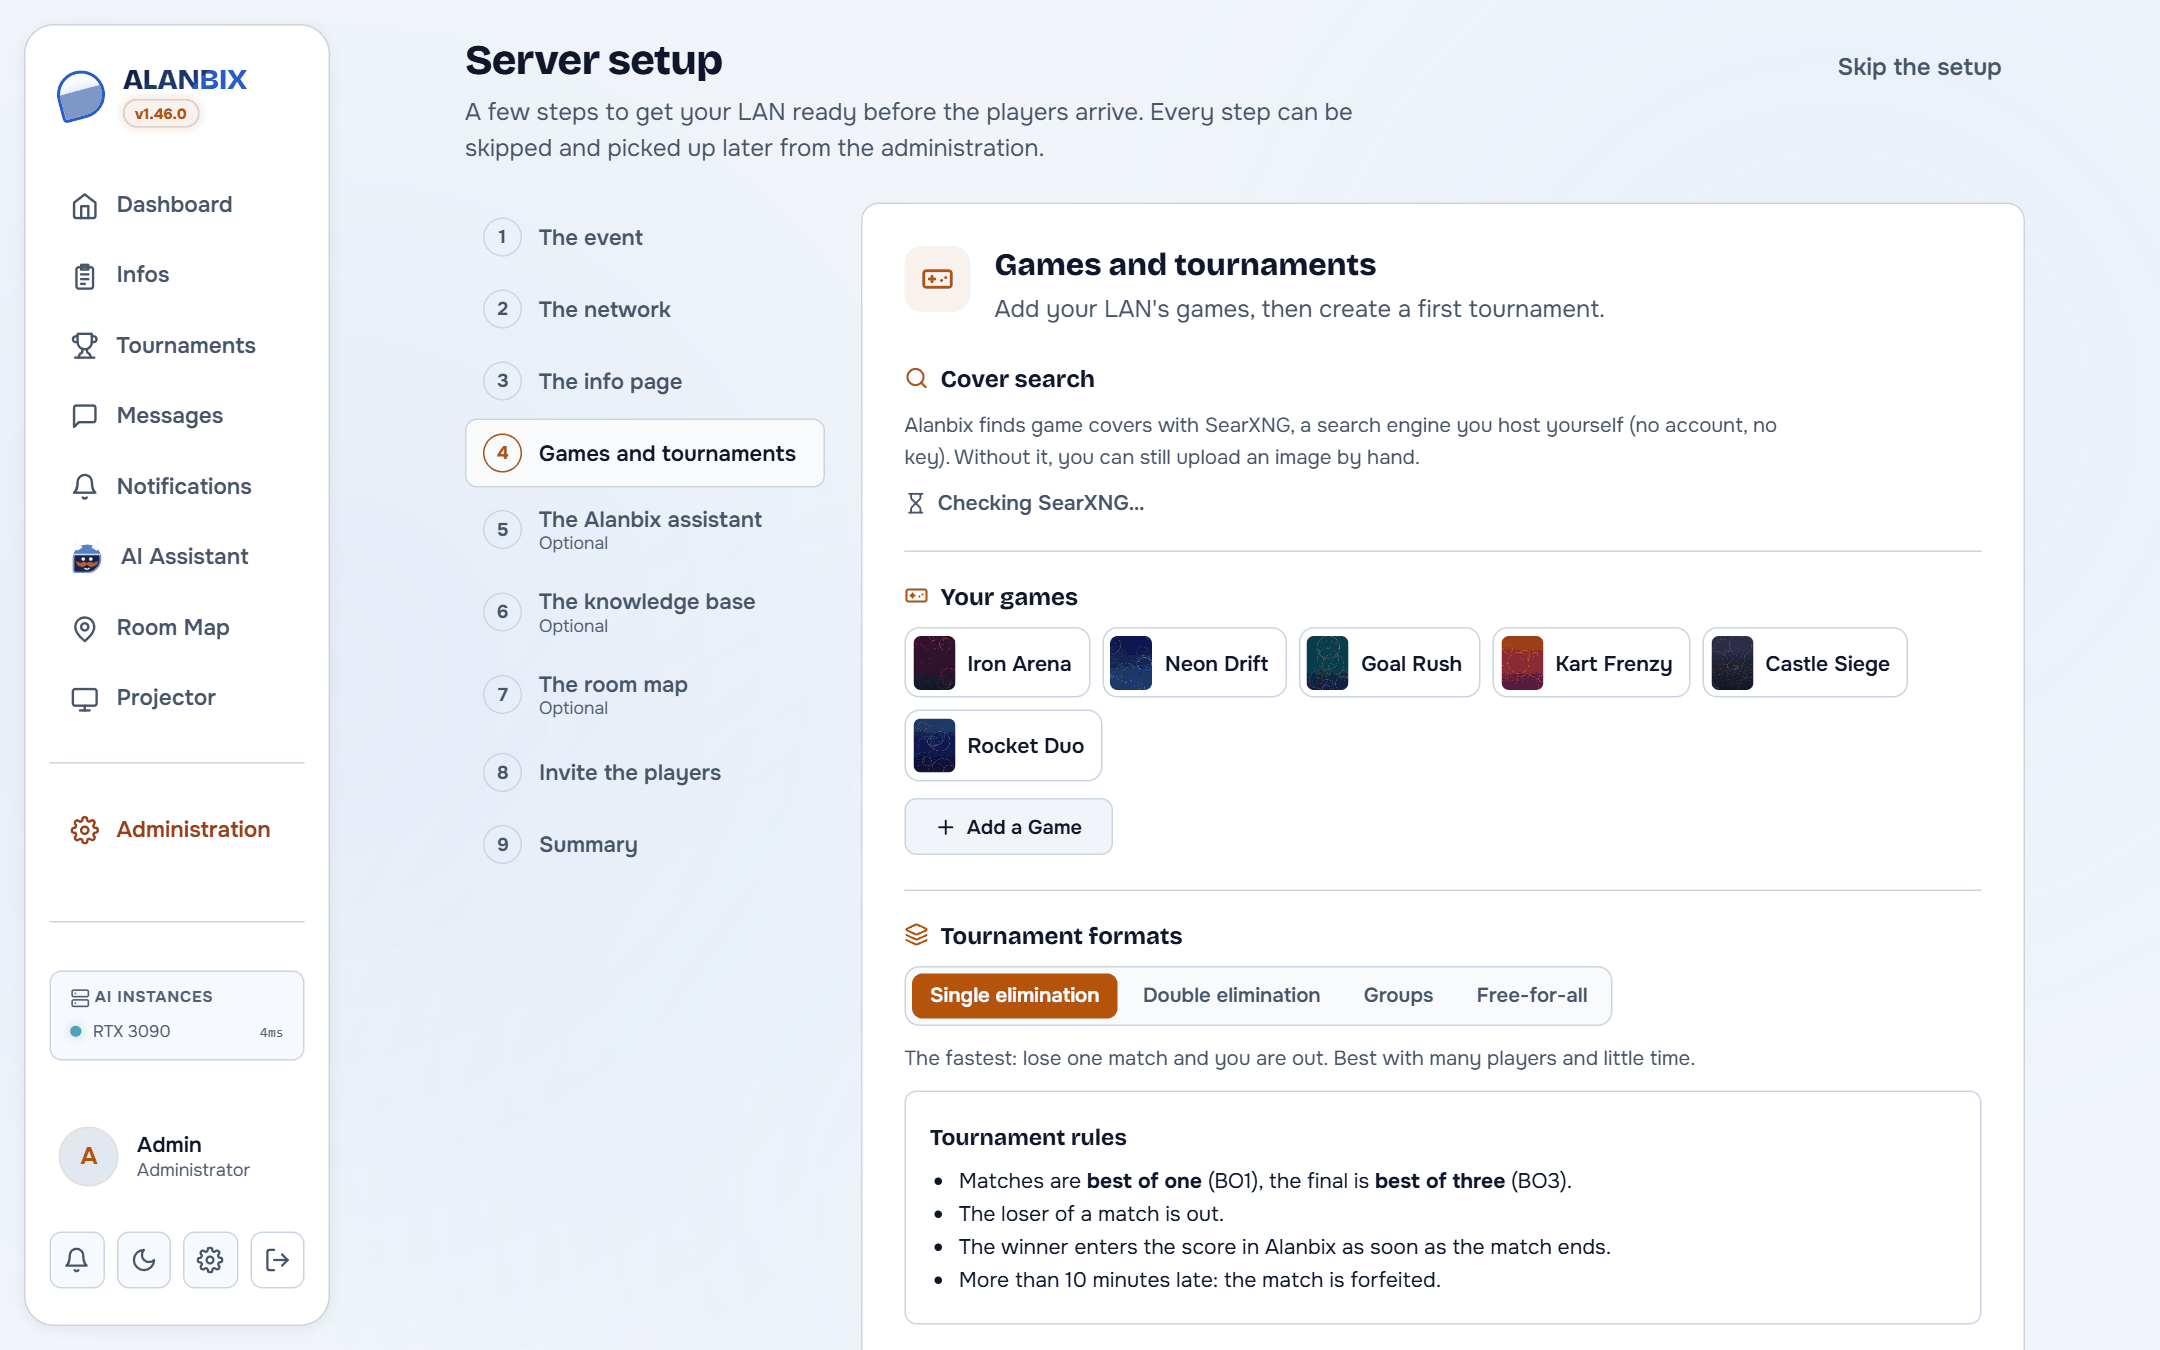 ALANBIX
v1.46.0
Dashboard
Infos
Tournaments
Messages
Notifications
AI Assistant
Room Map
Projector
Administration
AI INSTANCES
RTX 3090 4ms
A
Admin
Administrator
Server setup
Skip the setup
A few steps to get your LAN ready before the players arrive. Every step can be
skipped and picked up later from the administration.
1 The event
2 The network
3 The info page
4 Games and tournaments
5 The Alanbix assistant
Optional
6 The knowledge base
Optional
7 The room map
Optional
8 Invite the players
9 Summary
Games and tournaments
Add your LAN's games, then create a first tournament.
Cover search
Alanbix finds game covers with SearXNG, a search engine you host yourself (no account, no
key). Without it, you can still upload an image by hand.
Checking SearXNG...
Your games
Iron Arena Neon Drift Goal Rush Kart Frenzy Castle Siege
Rocket Duo
+ Add a Game
Tournament formats
Single elimination Double elimination Groups Free-for-all
The fastest: lose one match and you are out. Best with many players and little time.
Tournament rules
• Matches are best of one (BO1), the final is best of three (BO3).
• The loser of a match is out.
• The winner enters the score in Alanbix as soon as the match ends.
• More than 10 minutes late: the match is forfeited.